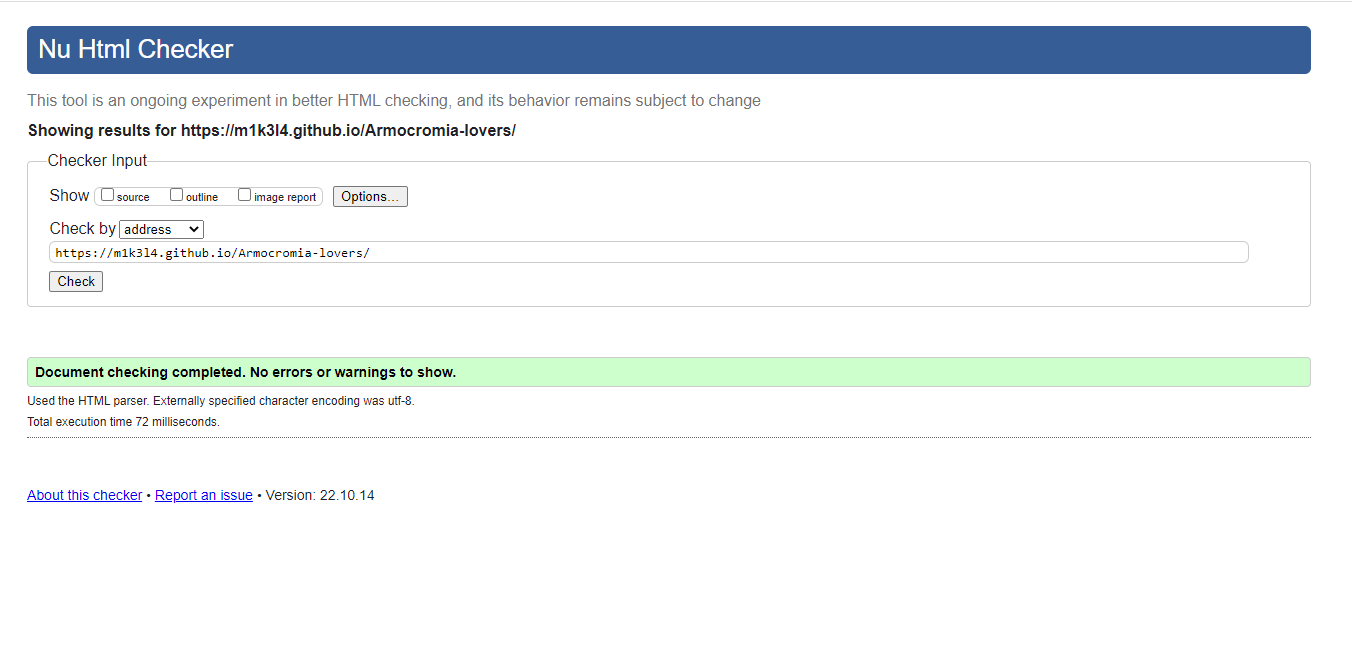 Nu Html Checker
This tool is an ongoing experiment in better HTML checking, and its behavior remains subject to change
Showing results for https://m1k3l4.github.io/Armocromia-lovers/
Checker Input
Show source outline image report Options...
Check by address
https://m1k3l4.github.io/Armocromia-lovers/
Check
Document checking completed. No errors or warnings to show.
Used the HTML parser. Externally specified character encoding was utf-8.
Total execution time 72 milliseconds.
About this checker • Report an issue • Version: 22.10.14